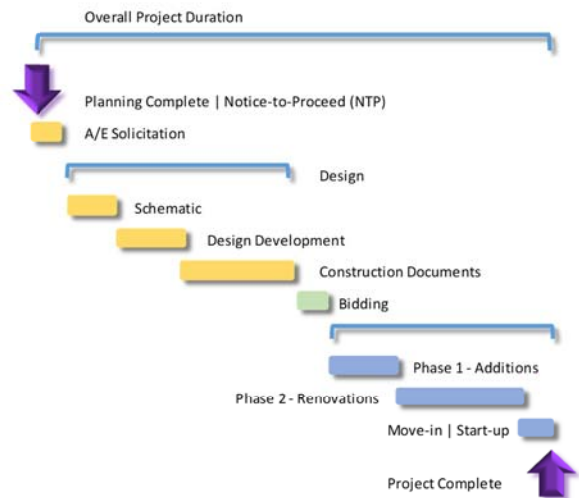 Overall Project Duration
Planning Complete | Notice-to-Proceed (NTP)
A/E Solicitation
Design
Schematic
Design Development
Construction Documents
Bidding
Phase 1 - Additions
Phase 2 - Renovations
Move-in | Start-up
Project Complete